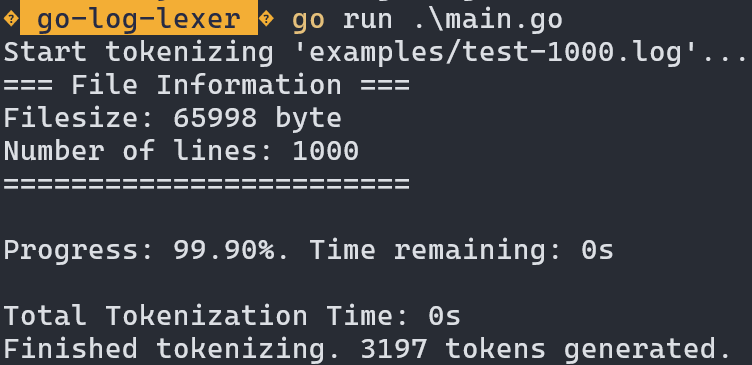 � go-log-lexer � go run .\main.go
Start tokenizing 'examples/test-1000.log'...
=== File Information ===
Filesize: 65998 byte
Number of lines: 1000
========================
Progress: 99.90%. Time remaining: 0s
Total Tokenization Time: 0s
Finished tokenizing. 3197 tokens generated.